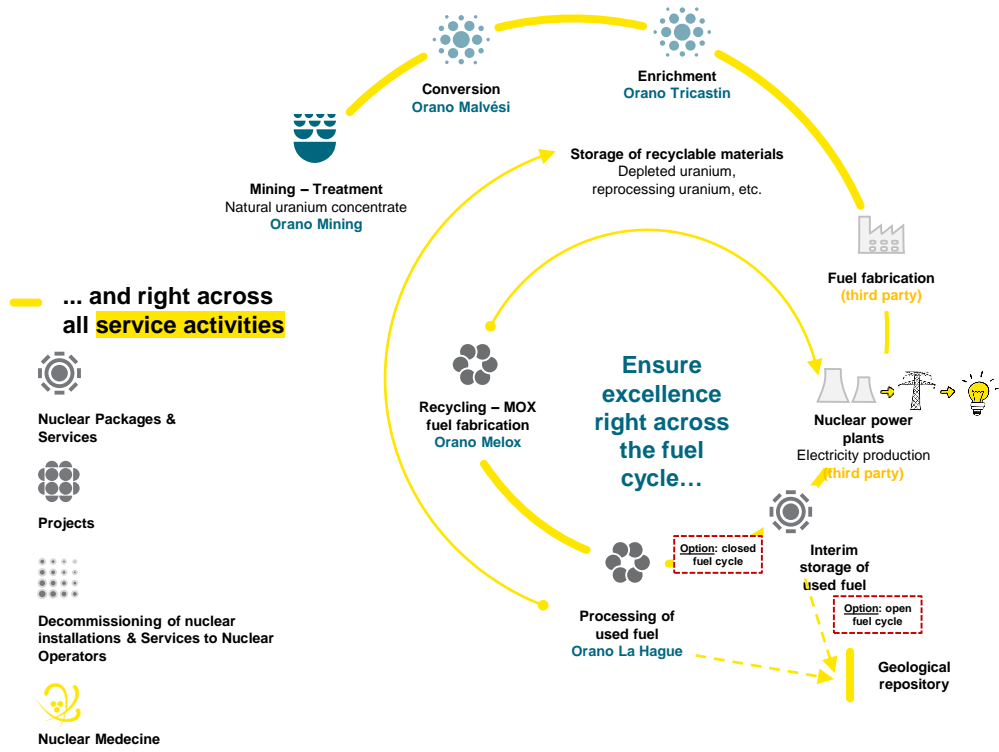 Conversion
Orano Malvési
Enrichment
Orano Tricastin
Mining – Treatment
Natural uranium concentrate
Orano Mining
Storage of recyclable materials
Depleted uranium,
reprocessing uranium, etc.
Fuel fabrication
(third party)
... and right across
all service activities
Nuclear Packages &
Services
Projects
Decommissioning of nuclear
installations & Services to Nuclear
Operators
Nuclear Medecine
Ensure
excellence
right across
the fuel
cycle…
Recycling – MOX
fuel fabrication
Orano Melox
Nuclear power
plants
Electricity production
(third party)
Option: closed
fuel cycle
Interim
storage of
used fuel
Option: open
fuel cycle
Processing of
used fuel
Orano La Hague
Geological
repository